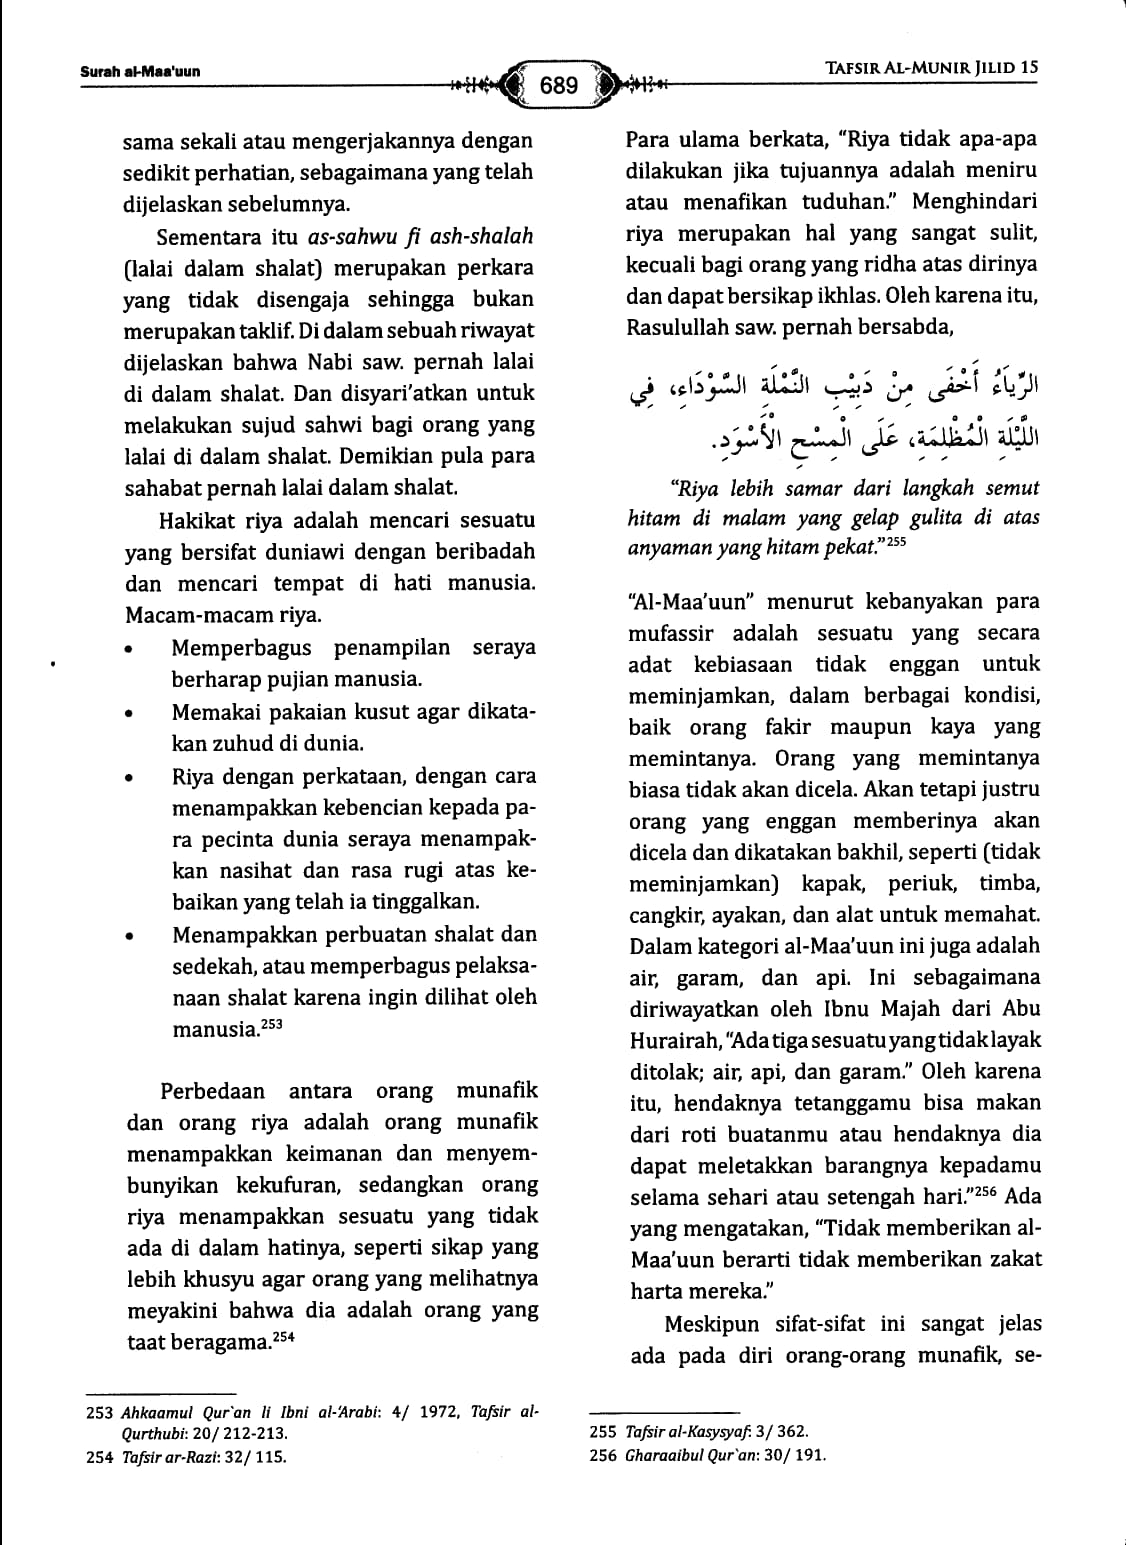 Surah al-Maa'uun
689
TAFSIR AL-MUNIR JILID 15
sama sekali atau mengerjakannya dengan
sedikit perhatian, sebagaimana yang telah
dijelaskan sebelumnya.
Sementara itu as-sahwu fi ash-shalah
(lalai dalam shalat) merupakan perkara
yang tidak disengaja sehingga bukan
merupakan taklif. Di dalam sebuah riwayat
dijelaskan bahwa Nabi saw. pernah lalai
di dalam shalat. Dan disyari'atkan untuk
melakukan sujud sahwi bagi orang yang
lalai di dalam shalat. Demikian pula para
sahabat pernah lalai dalam shalat.
Hakikat riya adalah mencari sesuatu
yang bersifat duniawi dengan beribadah
dan mencari tempat di hati manusia.
Macam-macam riya.
• Memperbagus penampilan seraya
berharap pujian manusia.
• Memakai pakaian kusut agar dikata-
kan zuhud di dunia.
• Riya dengan perkataan, dengan cara
menampakkan kebencian kepada pa-
ra pecinta dunia seraya menampak-
kan nasihat dan rasa rugi atas ke-
baikan yang telah ia tinggalkan.
• Menampakkan perbuatan shalat dan
sedekah, atau memperbagus pelaksa-
naan shalat karena ingin dilihat oleh
manusia.253
Perbedaan antara orang munafik
dan orang riya adalah orang munafik
menampakkan keimanan dan menyem-
bunyikan kekufuran, sedangkan orang
riya menampakkan sesuatu yang tidak
ada di dalam hatinya, seperti sikap yang
lebih khusyu agar orang yang melihatnya
meyakini bahwa dia adalah orang yang
taat beragama.254
253 Ahkaamul Qur`an li Ibni al-'Arabi: 4/ 1972, Tafsir al-
Qurthubi: 20/ 212-213.
254 Tafsir ar-Razi: 32/ 115.
Para ulama berkata, "Riya tidak apa-apa
dilakukan jika tujuannya adalah meniru
atau menafikan tuduhan." Menghindari
riya merupakan hal yang sangat sulit,
kecuali bagi orang yang ridha atas dirinya
dan dapat bersikap ikhlas. Oleh karena itu,
Rasulullah saw. pernah bersabda,
الرِّيَاءُ أَخْفَى مِنْ دَبِيْبِ النَّمْلَةِ السَّوْدَاءِ، فِي
اللَّيْلَةِ الْمُظْلِمَةِ، عَلَى الْمِسْحِ الْأَسْوَدِ.
"Riya lebih samar dari langkah semut
hitam di malam yang gelap gulita di atas
anyaman yang hitam pekat."255
"Al-Maa'uun" menurut kebanyakan para
mufassir adalah sesuatu yang secara
adat kebiasaan tidak enggan untuk
meminjamkan, dalam berbagai kondisi,
baik orang fakir maupun kaya yang
memintanya. Orang yang memintanya
biasa tidak akan dicela. Akan tetapi justru
orang yang enggan memberinya akan
dicela dan dikatakan bakhil, seperti (tidak
meminjamkan) kapak, periuk, timba,
cangkir, ayakan, dan alat untuk memahat.
Dalam kategori al-Maa'uun ini juga adalah
air, garam, dan api. Ini sebagaimana
diriwayatkan oleh Ibnu Majah dari Abu
Hurairah, "Ada tiga sesuatu yang tidak layak
ditolak; air, api, dan garam." Oleh karena
itu, hendaknya tetanggamu bisa makan
dari roti buatanmu atau hendaknya dia
dapat meletakkan barangnya kepadamu
selama sehari atau setengah hari."256 Ada
yang mengatakan, "Tidak memberikan al-
Maa'uun berarti tidak memberikan zakat
harta mereka."
Meskipun sifat-sifat ini sangat jelas
ada pada diri orang-orang munafik, se-
255 Tafsir al-Kasysyaf: 3/ 362.
256 Gharaaibul Qur`an: 30/ 191.